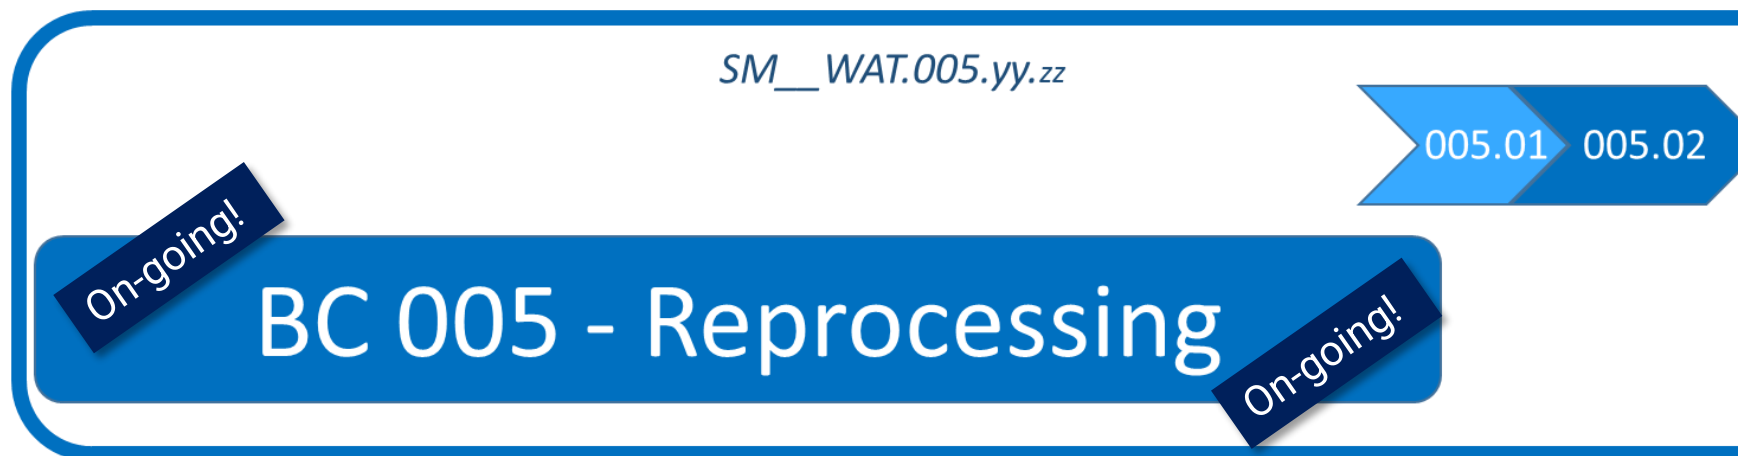 SM__WAT.005.yy.zz
005.01 005.02
On-going!
BC 005 - Reprocessing
On-going!